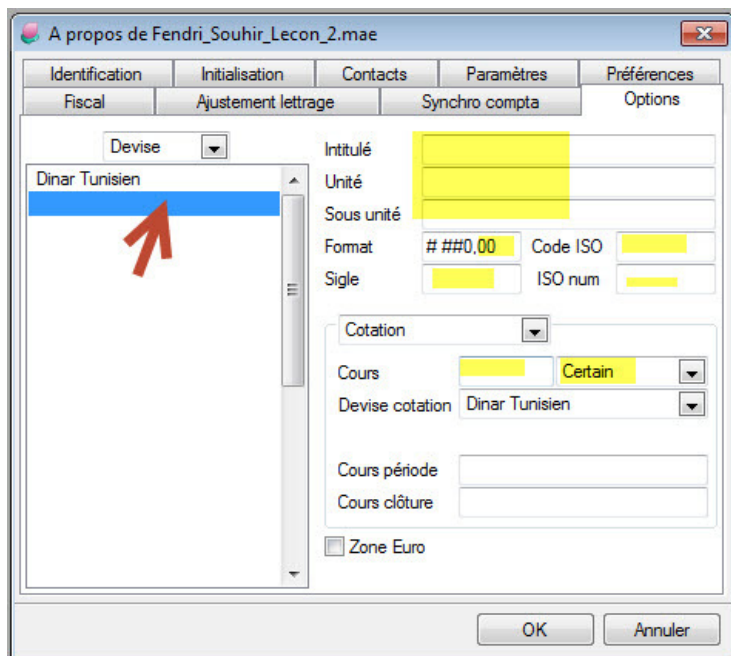 A propos de Fendri_Souhir_Lecon_2.mae
Identification Initialisation Contacts Paramètres Préférences
Fiscal Ajustement lettrage Synchro compta Options
Devise
Dinar Tunisien
Intitulé
Unité
Sous unité
Format # ##0,00 Code ISO
Sigle ISO num
Cotation
Cours Certain
Devise cotation Dinar Tunisien
Cours période
Cours clôture
Zone Euro
OK Annuler